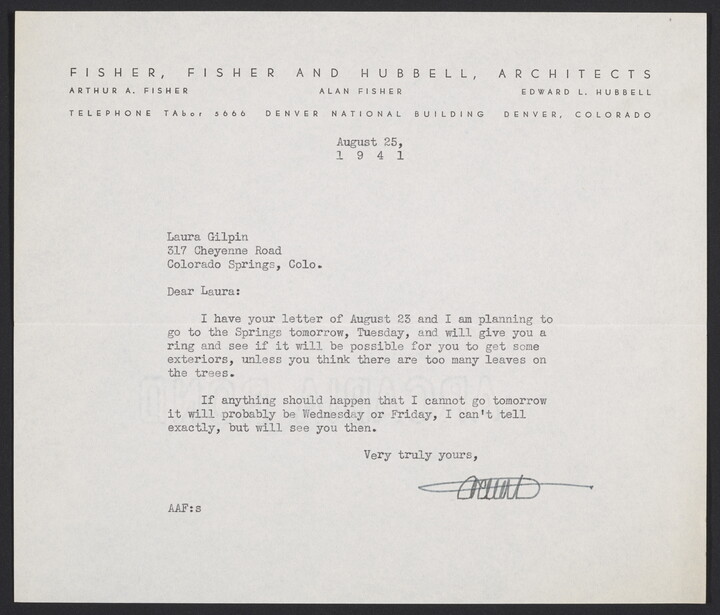 FISHER, FISHER AND HUBBELL, ARCHITECTS
ARTHUR A. FISHER ALAN FISHER EDWARD L. HUBBELL
TELEPHONE TAbor 5666 DENVER NATIONAL BUILDING DENVER, COLORADO
August 25,
1 9 4 1
Laura Gilpin
317 Cheyenne Road
Colorado Springs, Colo.
Dear Laura:
I have your letter of August 23 and I am planning to
go to the Springs tomorrow, Tuesday, and will give you a
ring and see if it will be possible for you to get some
exteriors, unless you think there are too many leaves on
the trees.
If anything should happen that I cannot go tomorrow
it will probably be Wednesday or Friday, I can't tell
exactly, but will see you then.
Very truly yours,
AAF:s